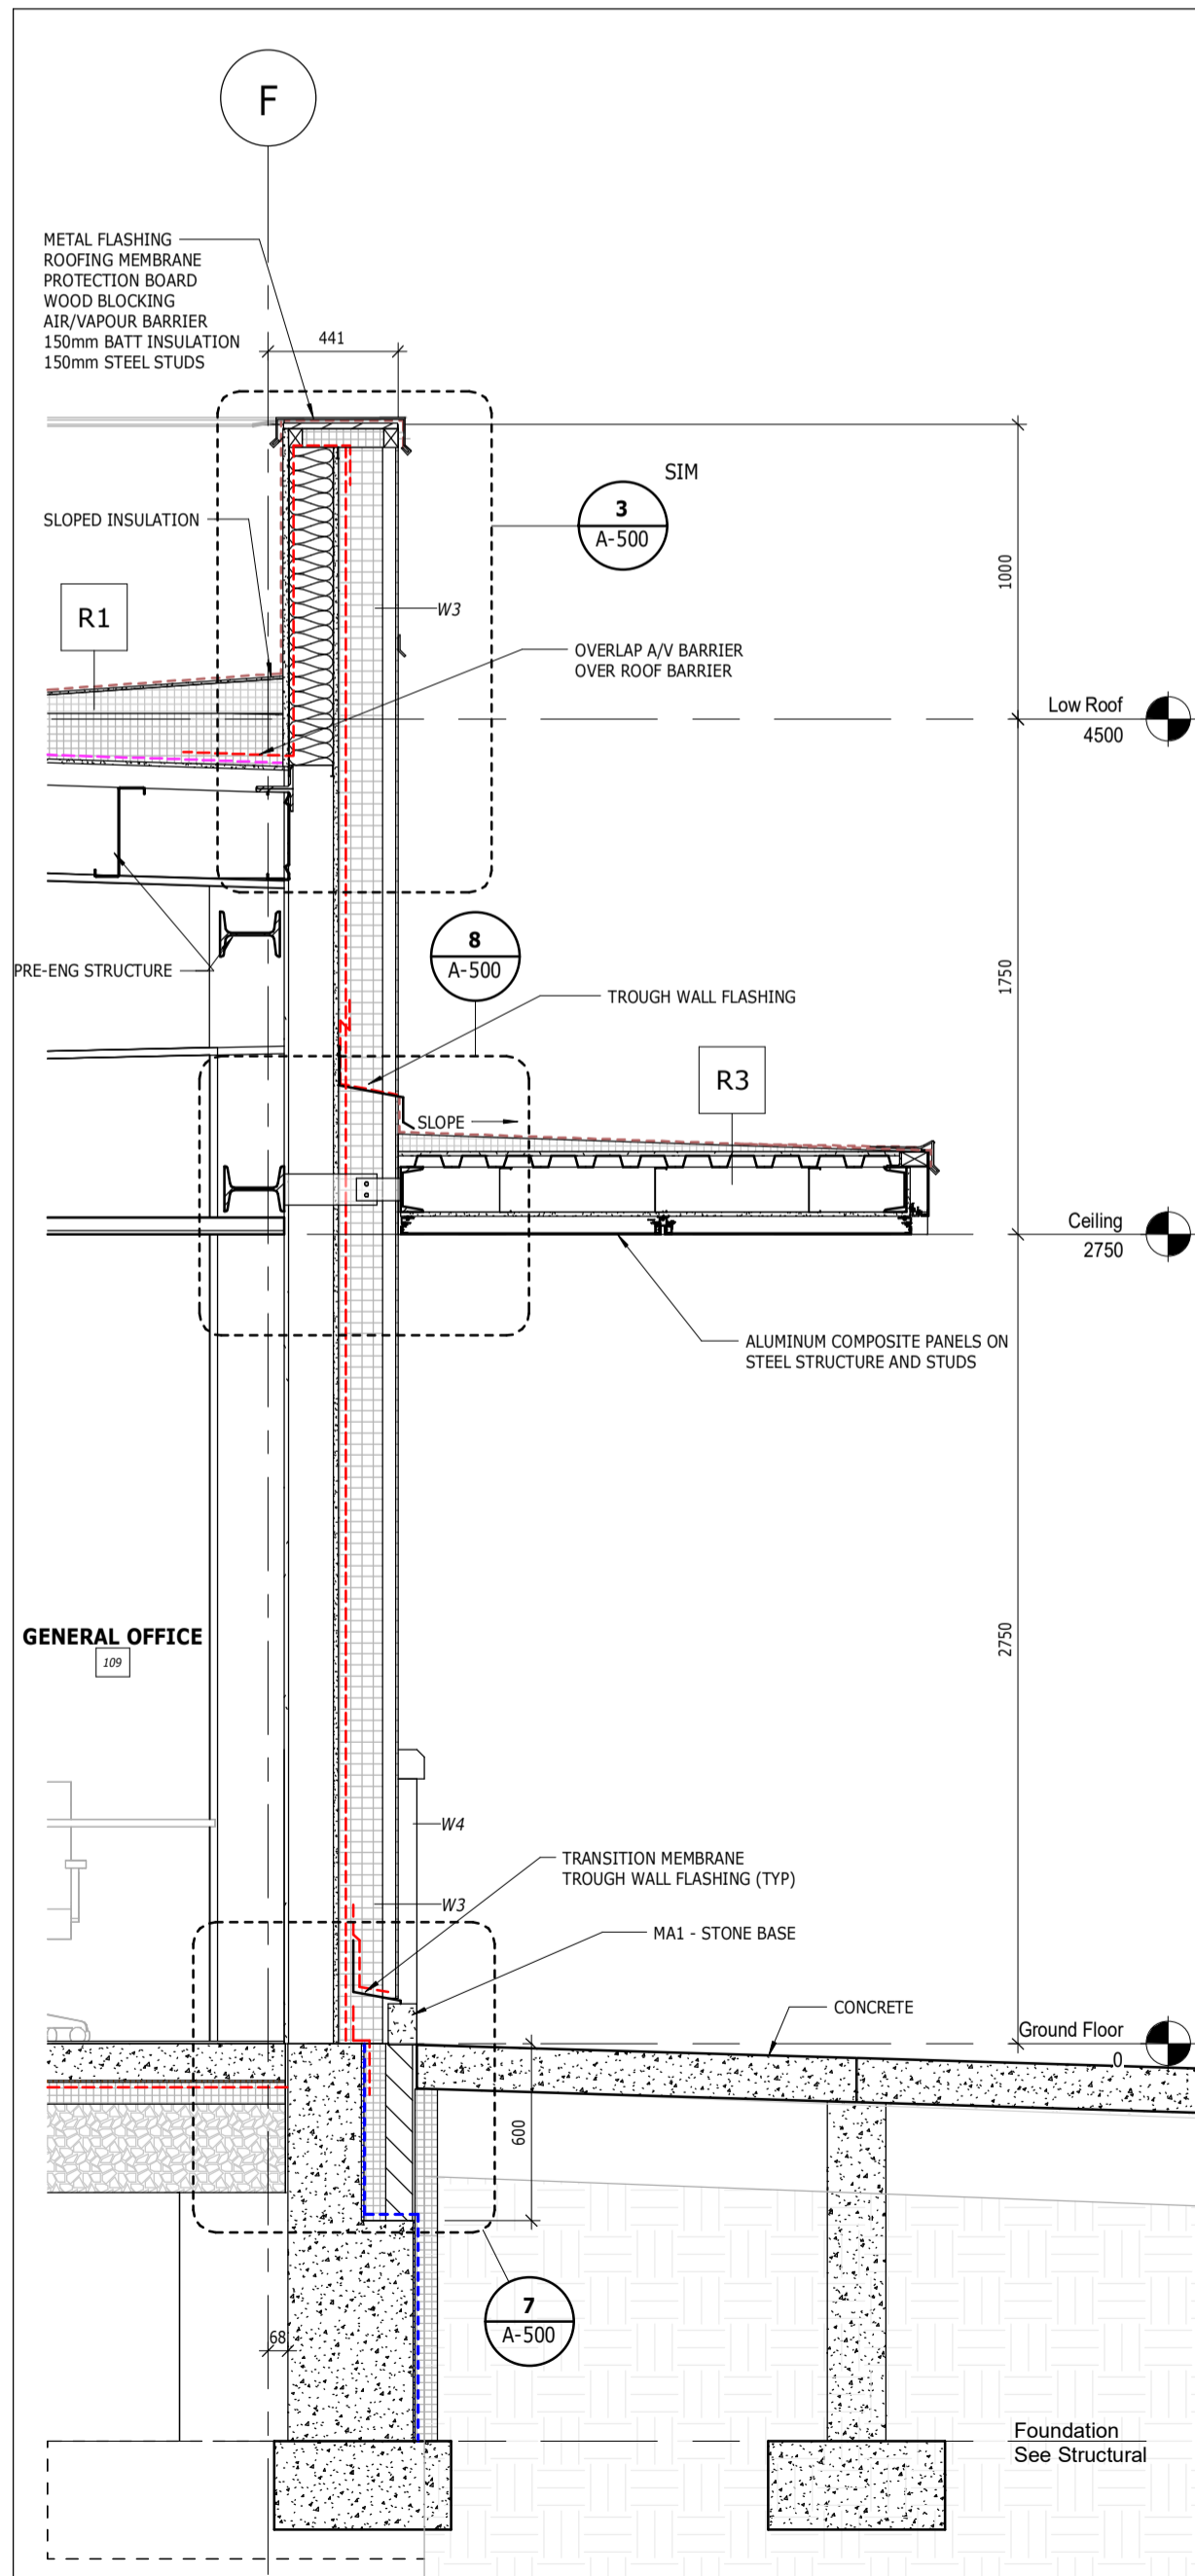 F
METAL FLASHING
ROOFING MEMBRANE
PROTECTION BOARD
WOOD BLOCKING
AIR/VAPOUR BARRIER
150mm BATT INSULATION
150mm STEEL STUDS
441
SIM
3
A-500
SLOPED INSULATION
1000
R1
W3
OVERLAP A/V BARRIER
OVER ROOF BARRIER
Low Roof
4500
8
A-500
PRE-ENG STRUCTURE
1750
TROUGH WALL FLASHING
R3
SLOPE
Ceiling
2750
ALUMINUM COMPOSITE PANELS ON
STEEL STRUCTURE AND STUDS
2750
GENERAL OFFICE
109
W4
TRANSITION MEMBRANE
TROUGH WALL FLASHING (TYP)
W3
MA1 - STONE BASE
CONCRETE
Ground Floor
0
600
7
A-500
68
Foundation
See Structural